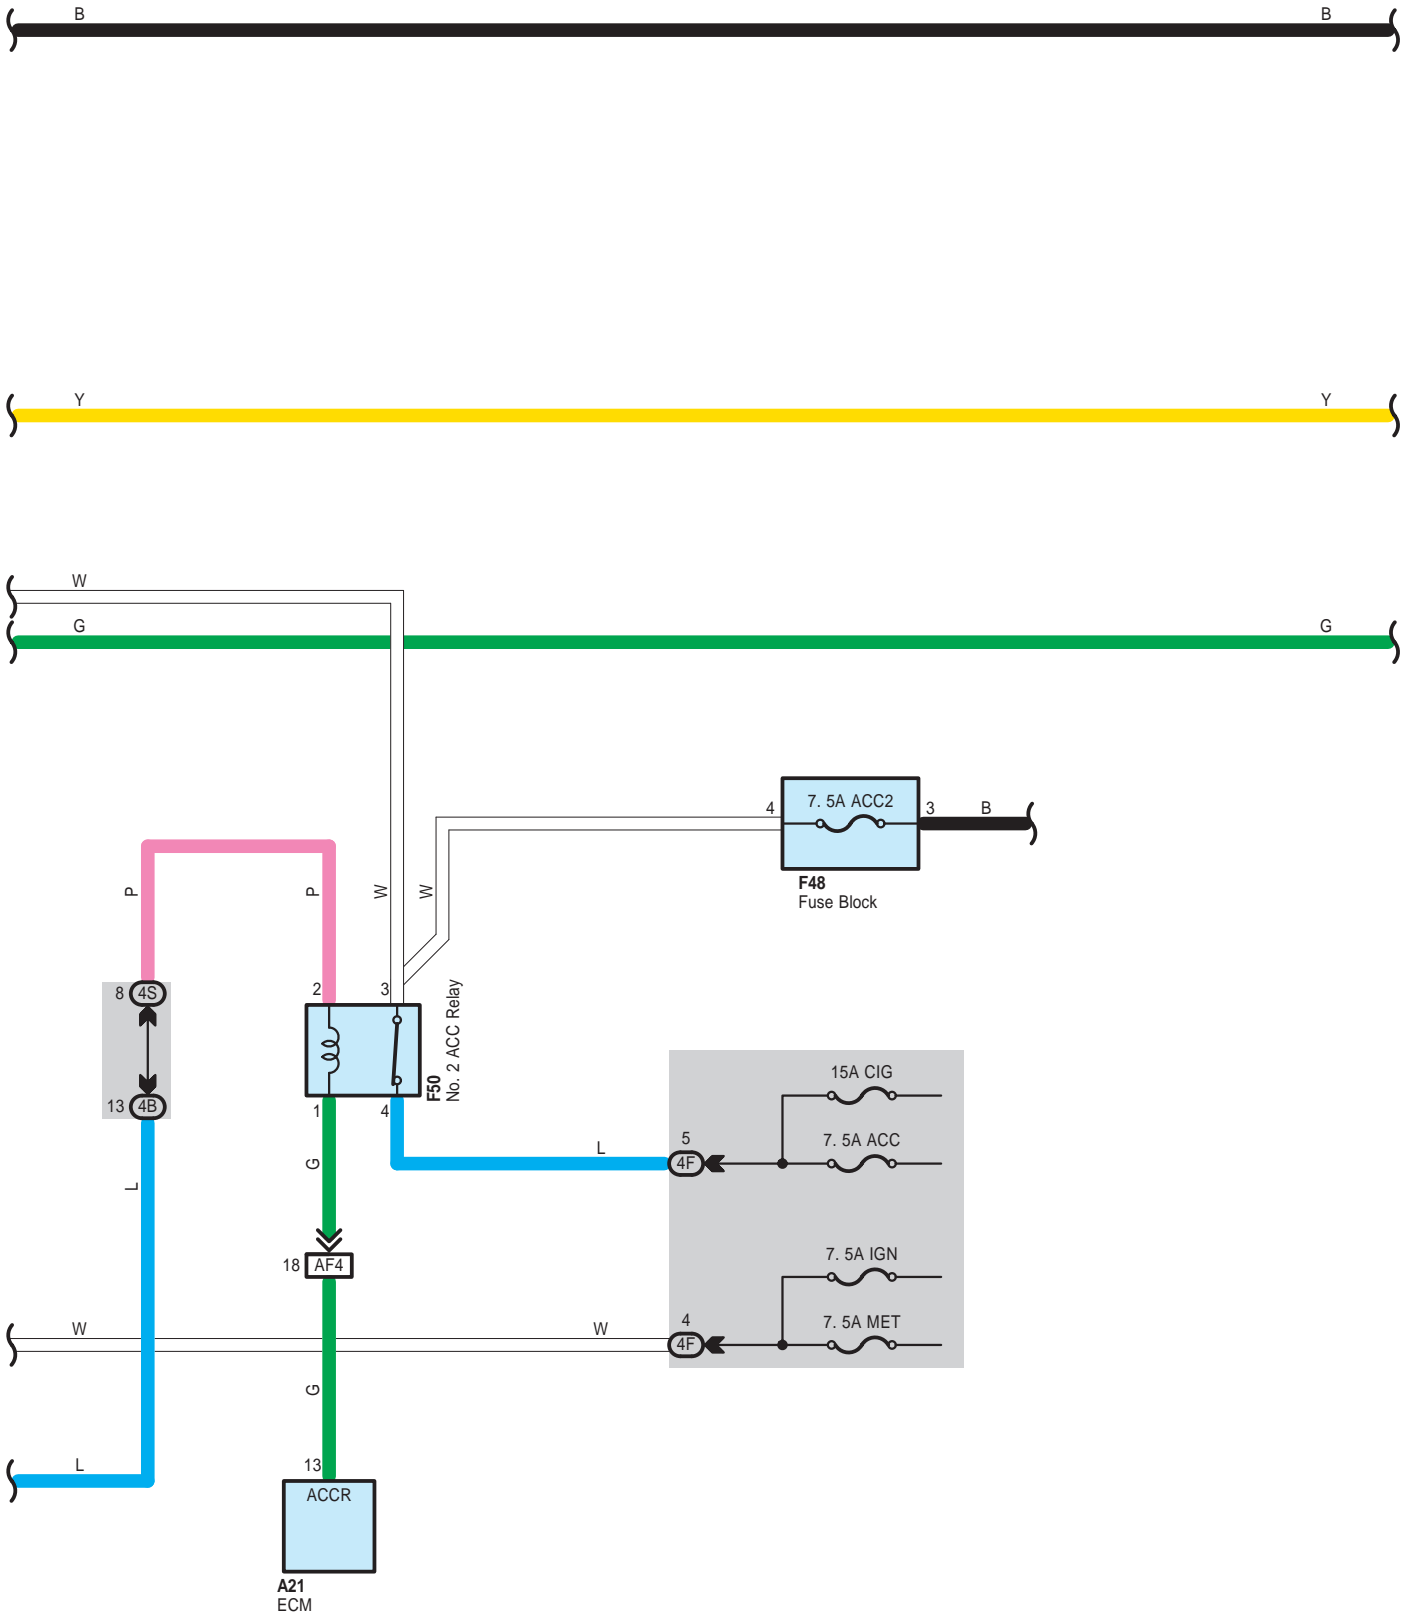 B
B
Y
Y
W
G
G
7. 5A ACC2
4
3
B
F48
Fuse Block
P
P
W
W
8
4S
2
3
F50
No. 2 ACC Relay
13
4B
1
4
15A CIG
7. 5A ACC
5
4F
L
G
L
18
AF4
7. 5A IGN
7. 5A MET
4
4F
W
W
G
L
13
ACCR
A21
ECM